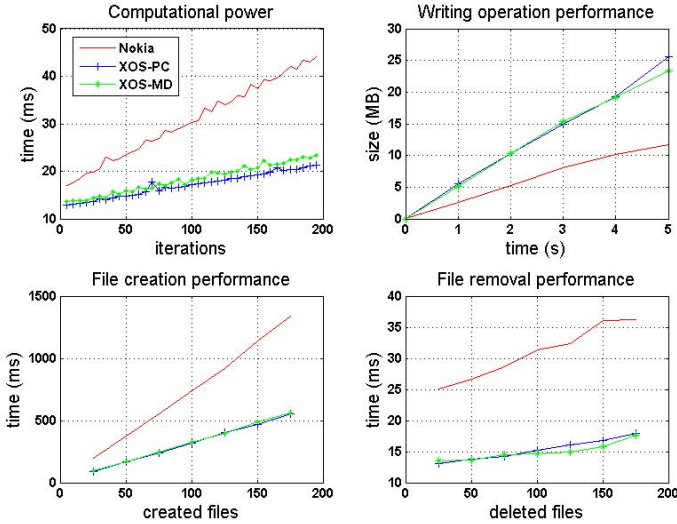 Computational power
50
40
30
20
10
time (ms)
Nokia
XOS-PC
XOS-MD
0 50 100 150 200
iterations
Writing operation performance
30
25
20
15
10
5
0
size (MB)
0 1 2 3 4 5
time (s)
File creation performance
1500
1000
500
0
time (ms)
0 50 100 150 200
created files
File removal performance
40
35
30
25
20
15
10
time (ms)
0 50 100 150 200
deleted files